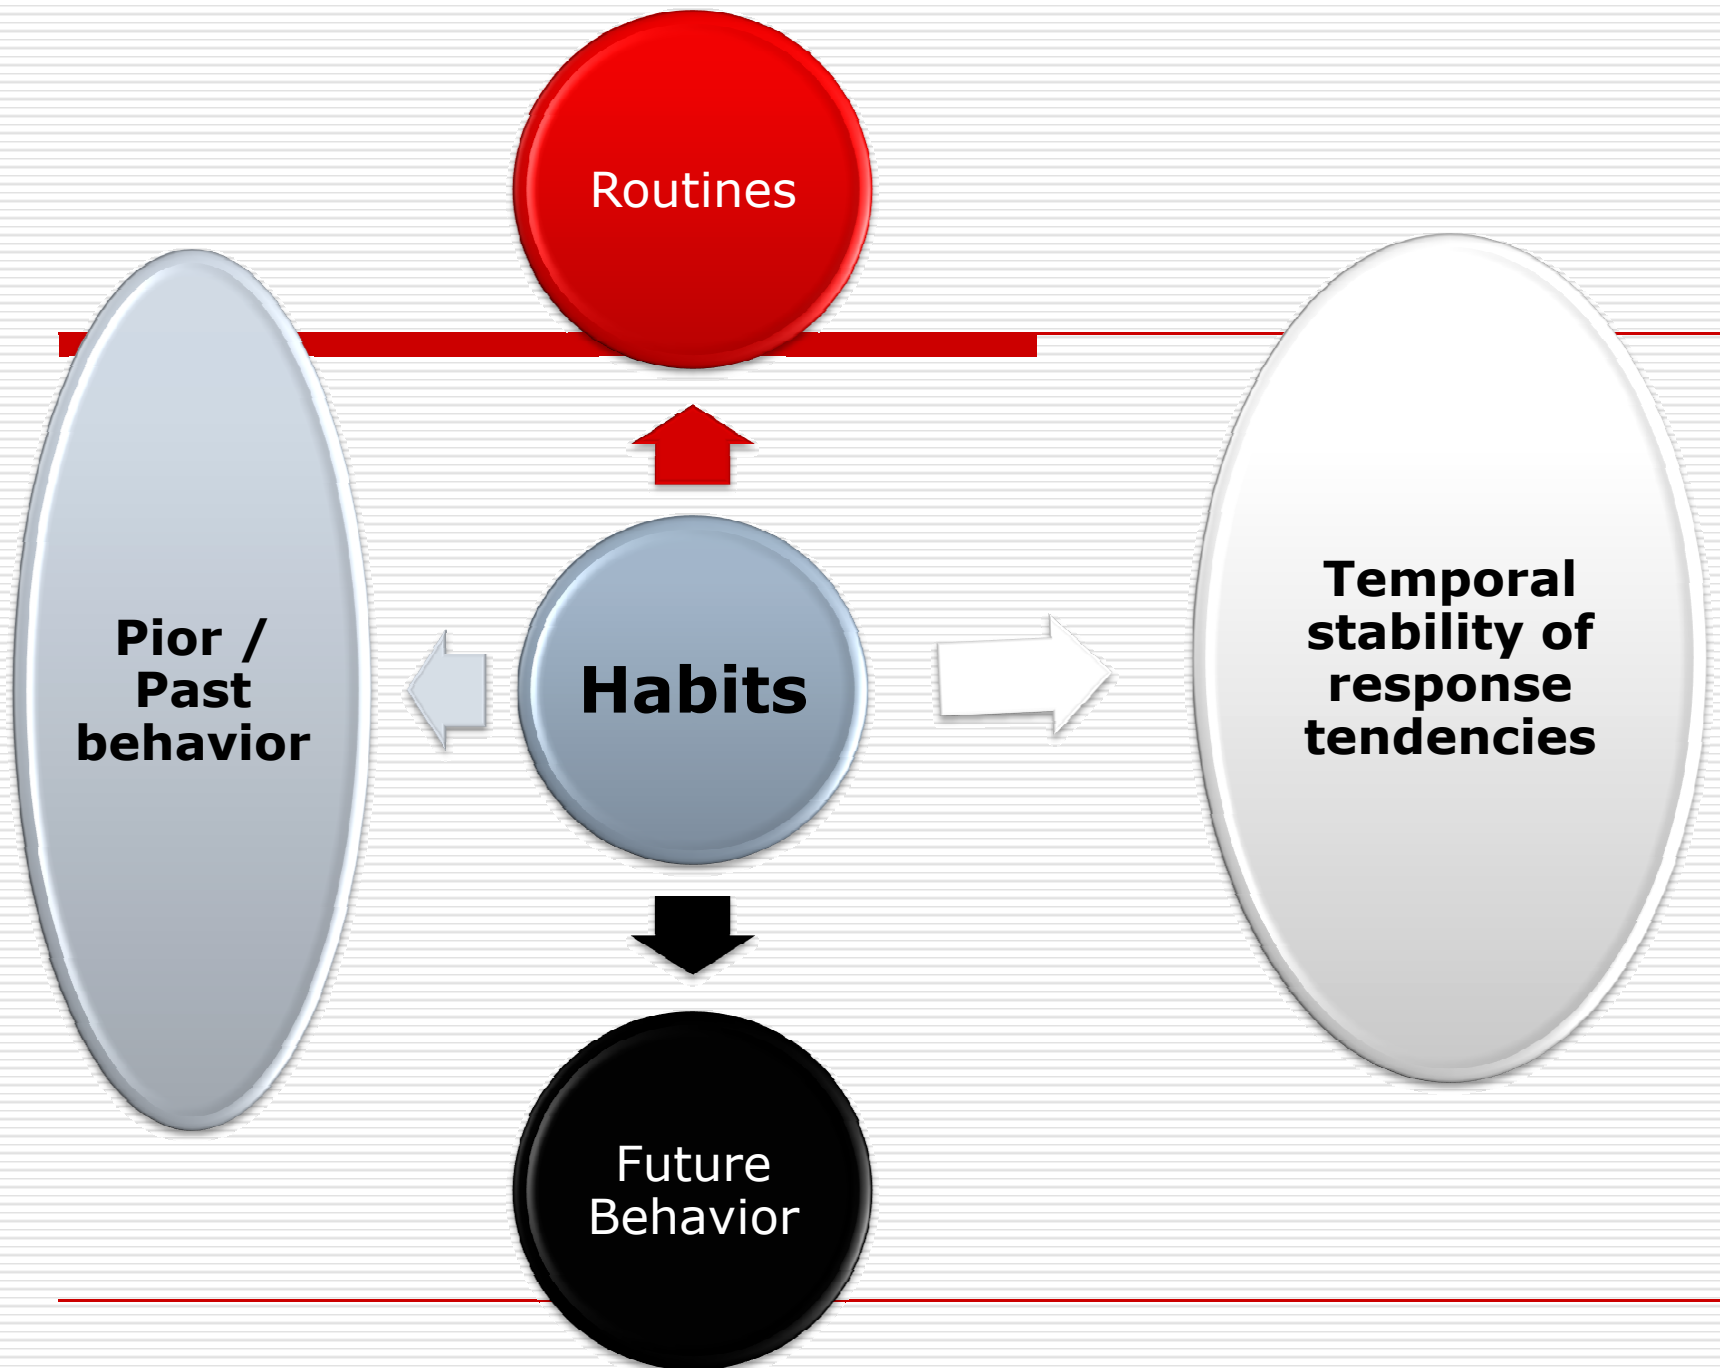 Routines
Pior /
Past
behavior
Habits
Temporal
stability of
response
tendencies
Future
Behavior